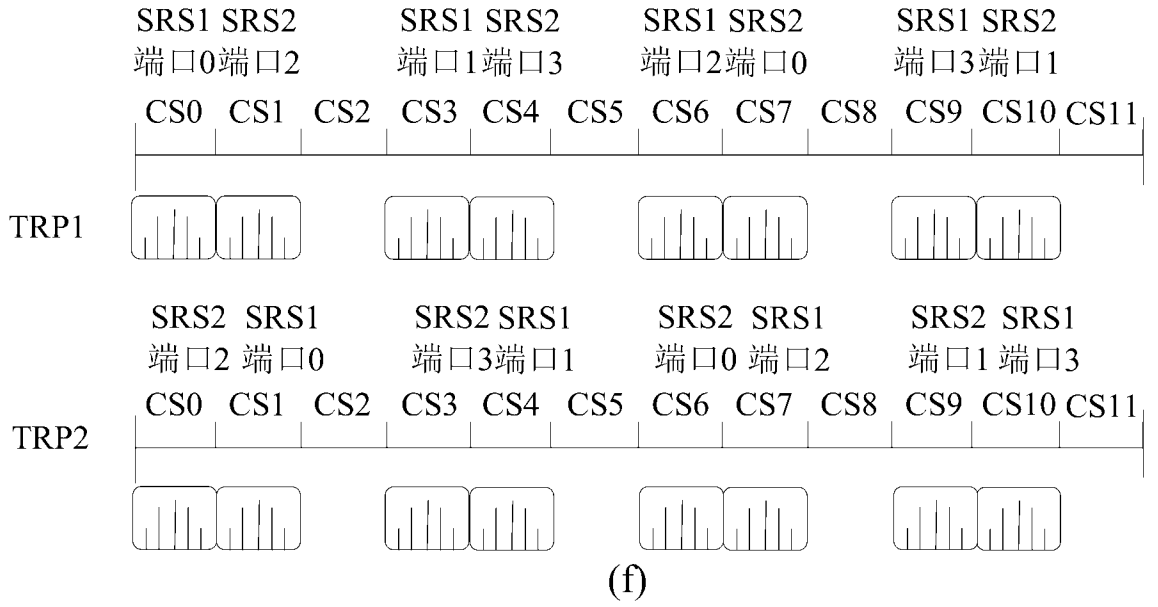 SRS1 SRS2 SRS1 SRS2 SRS1 SRS2 SRS1 SRS2
端口0端口2 端口1端口3 端口2端口0 端口3端口1
CS0 CS1 CS2 CS3 CS4 CS5 CS6 CS7 CS8 CS9 CS10 CS11
TRP1
SRS2 SRS1 SRS2 SRS1 SRS2 SRS1 SRS2 SRS1
端口2 端口0 端口3端口1 端口0 端口2 端口1 端口3
CS0 CS1 CS2 CS3 CS4 CS5 CS6 CS7 CS8 CS9 CS10 CS11
TRP2
(f)